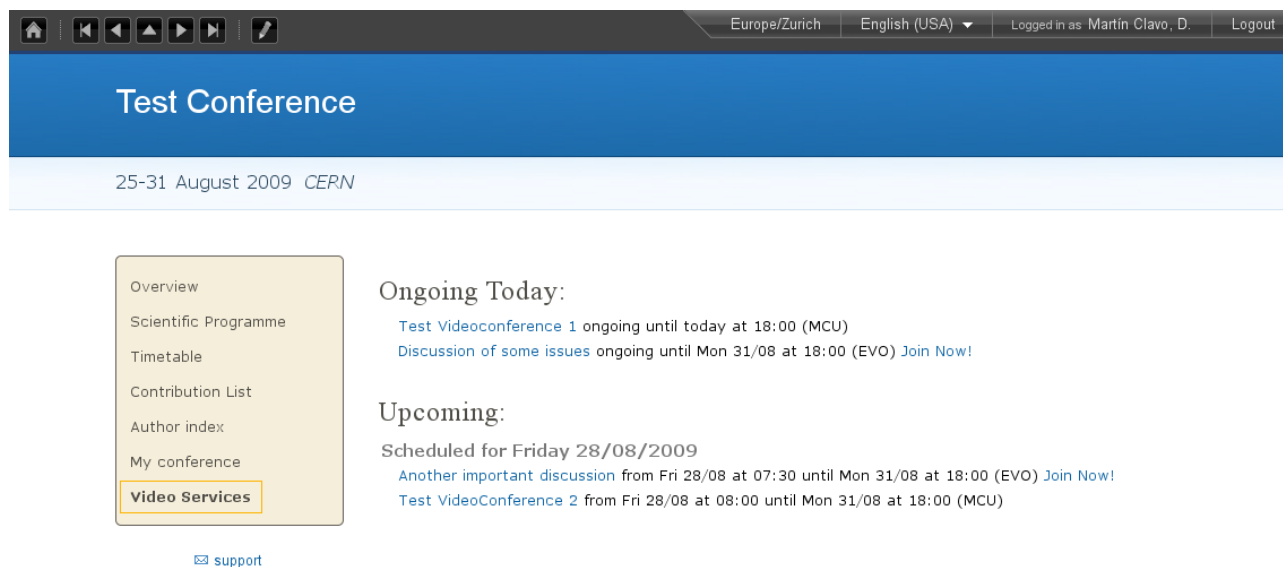 Europe/Zurich English (USA) Logged in as Martín Clavo, D. Logout
Test Conference
25-31 August 2009 CERN
Overview
Scientific Programme
Timetable
Contribution List
Author index
My conference
Video Services
support
Ongoing Today:
Test Videoconference 1 ongoing until today at 18:00 (MCU)
Discussion of some issues ongoing until Mon 31/08 at 18:00 (EVO) Join Now!
Upcoming:
Scheduled for Friday 28/08/2009
Another important discussion from Fri 28/08 at 07:30 until Mon 31/08 at 18:00 (EVO) Join Now!
Test VideoConference 2 from Fri 28/08 at 08:00 until Mon 31/08 at 18:00 (MCU)